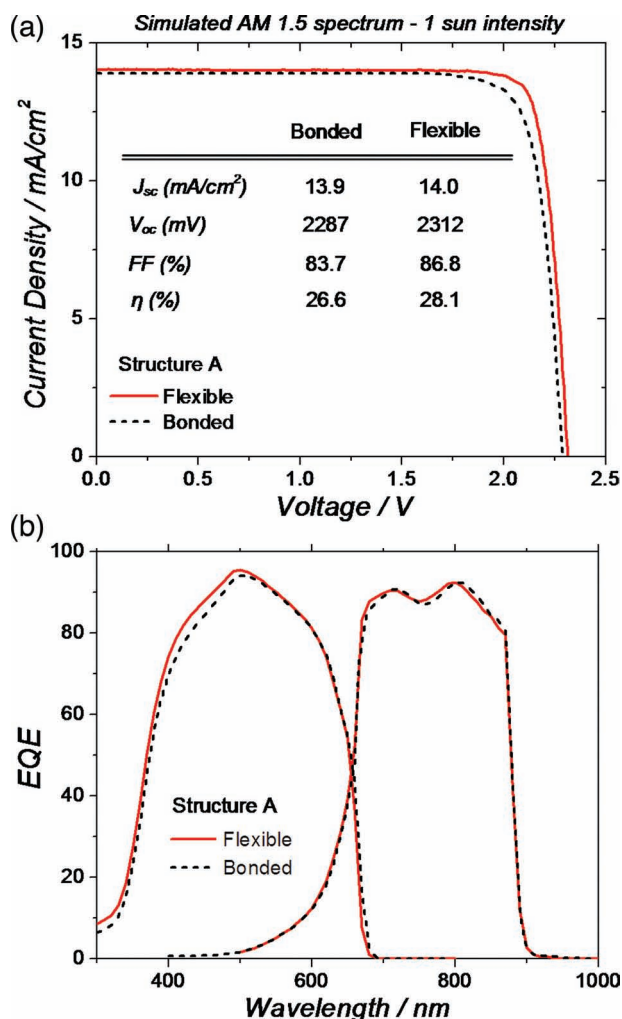 (a) Simulated AM 1.5 spectrum - 1 sun intensity
15
10
5
0
Current Density / mA/cm²
Bonded Flexible
Jsc (mA/cm²) 13.9 14.0
Voc (mV) 2287 2312
FF (%) 83.7 86.8
η (%) 26.6 28.1
Structure A
Flexible
Bonded
0.0 0.5 1.0 1.5 2.0 2.5
Voltage / V
(b)
100
80
60
40
20
0
EQE
Structure A
Flexible
Bonded
400 600 800 1000
Wavelength / nm